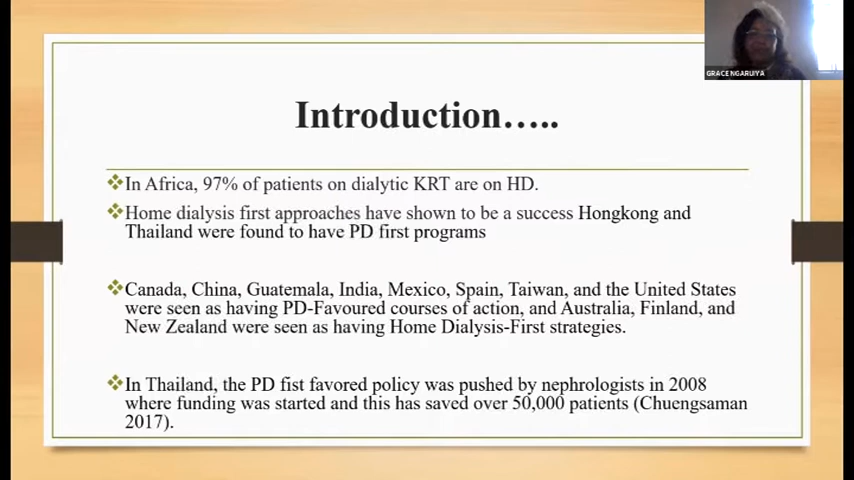 GRACE NGARUIYA
Introduction…..
In Africa, 97% of patients on dialytic KRT are on HD.
Home dialysis first approaches have shown to be a success Hongkong and
Thailand were found to have PD first programs
Canada, China, Guatemala, India, Mexico, Spain, Taiwan, and the United States
were seen as having PD-Favoured courses of action, and Australia, Finland, and
New Zealand were seen as having Home Dialysis-First strategies.
In Thailand, the PD fist favored policy was pushed by nephrologists in 2008
where funding was started and this has saved over 50,000 patients (Chuengsaman
2017).